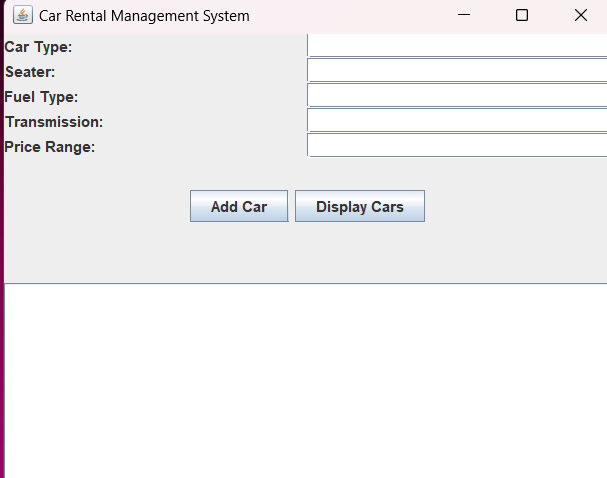 Car Rental Management System
Car Type:
Seater:
Fuel Type:
Transmission:
Price Range:
Add Car
Display Cars